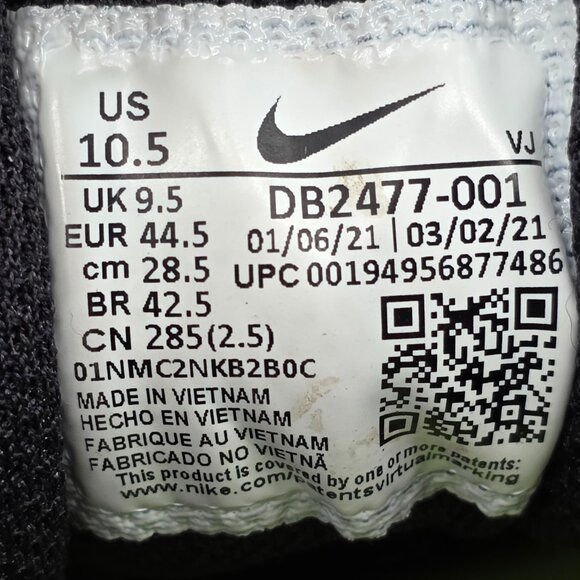 US
10.5
VJ
UK 9.5
DB2477-001
EUR 44.5
01/06/21 | 03/02/21
cm 28.5
UPC 00194956877486
BR 42.5
CN 285(2.5)
01NMC2NKB2B0C
MADE IN VIETNAM
HECHO EN VIETNAM
FABRIQUE AU VIETNAM
FABRICADO NO VIETNÃ
This product is covered by one or more patents:
www.nike.com/patentsvirtualmarking